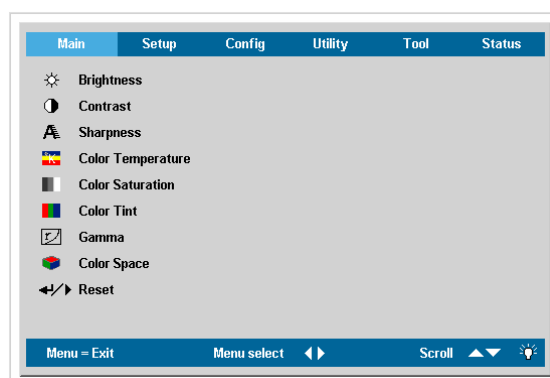 Main Setup Config Utility Tool Status
Brightness
Contrast
Sharpness
Color Temperature
Color Saturation
Color Tint
Gamma
Color Space
Reset
Menu = Exit Menu select Scroll